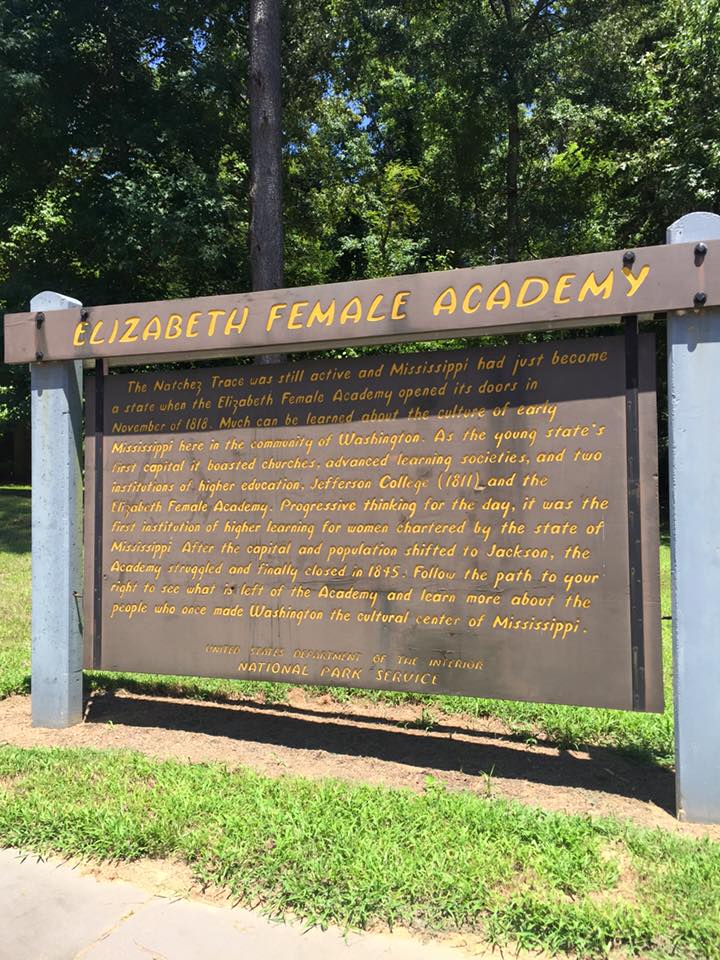 ELIZABETH FEMALE ACADEMY
The Natchez Trace was still active and Mississippi had just become
a state when the Elizabeth Female Academy opened its doors in
November of 1818. Much can be learned about the culture of early
Mississippi here in the community of Washington. As the young state's
first capital it boasted churches, advanced learning societies, and two
institutions of higher education, Jefferson College (1811) and the
Elizabeth Female Academy. Progressive thinking for the day, it was the
first institution of higher learning for women chartered by the state of
Mississippi. After the capital and population shifted to Jackson, the
Academy struggled and finally closed in 1845. Follow the path to your
right to see what is left of the Academy and learn more about the
people who once made Washington the cultural center of Mississippi.
UNITED STATES DEPARTMENT OF THE INTERIOR
NATIONAL PARK SERVICE